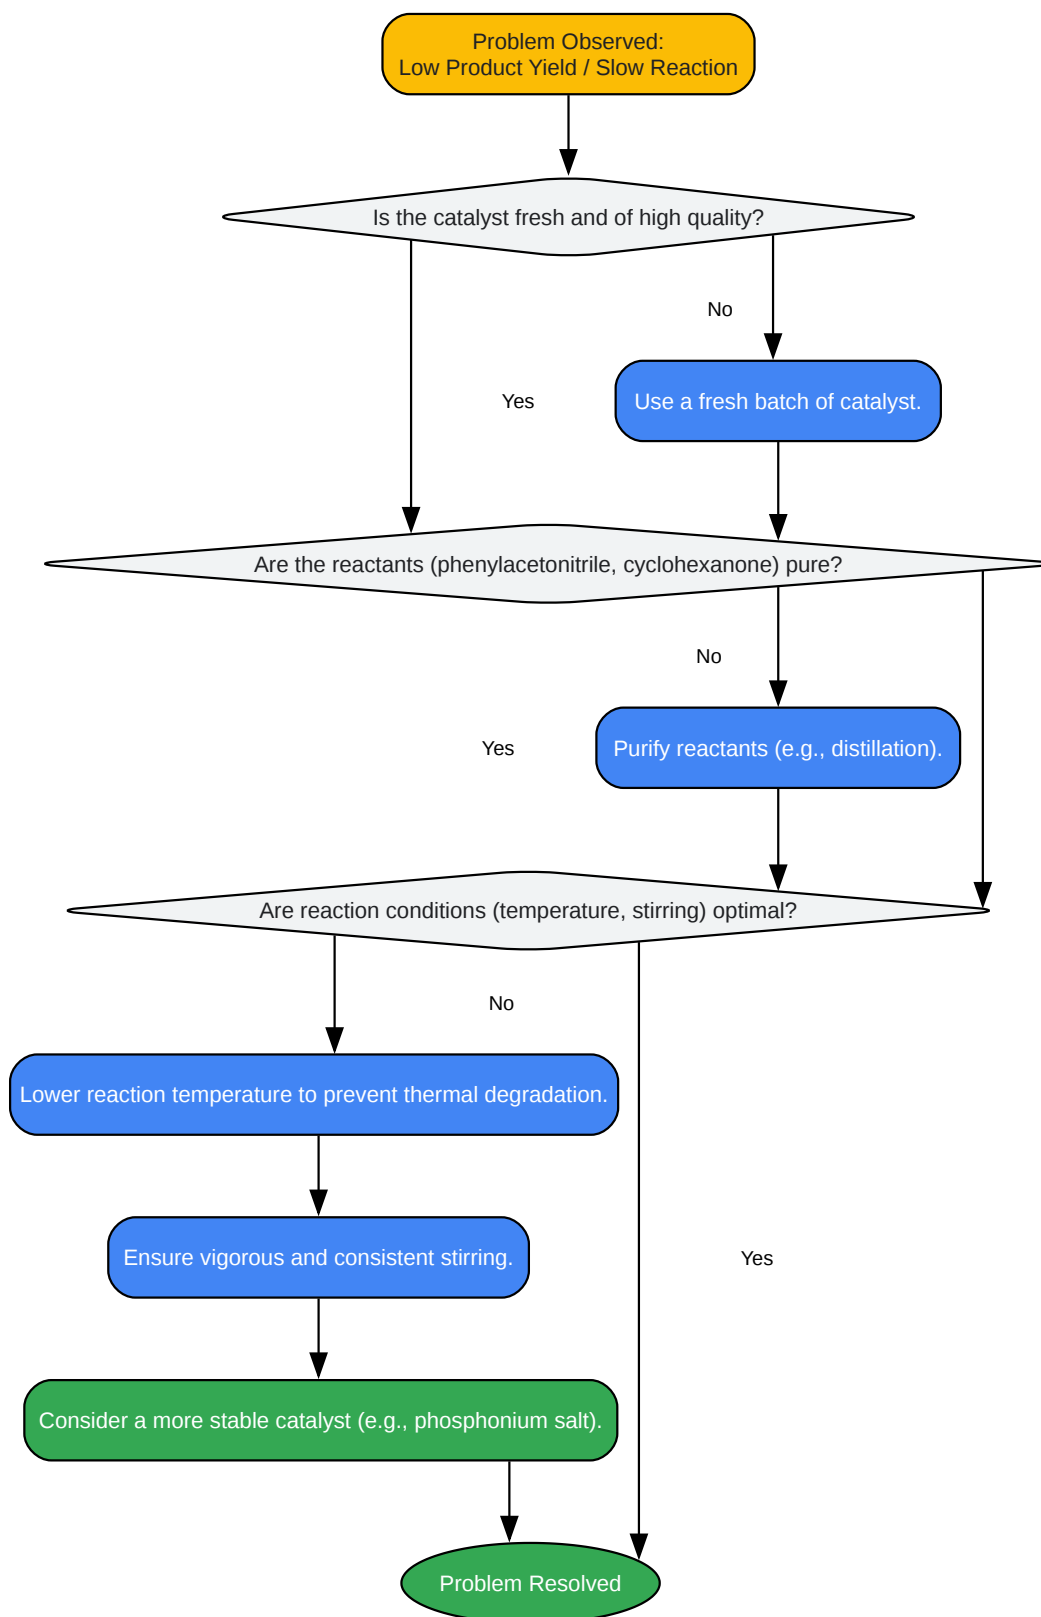 Problem Observed:
Low Product Yield / Slow Reaction
Is the catalyst fresh and of high quality?
No
Yes
Use a fresh batch of catalyst.
Are the reactants (phenylacetonitrile, cyclohexanone) pure?
No
Yes
Purify reactants (e.g., distillation).
Are reaction conditions (temperature, stirring) optimal?
No
Lower reaction temperature to prevent thermal degradation.
Ensure vigorous and consistent stirring.
Yes
Consider a more stable catalyst (e.g., phosphonium salt).
Problem Resolved